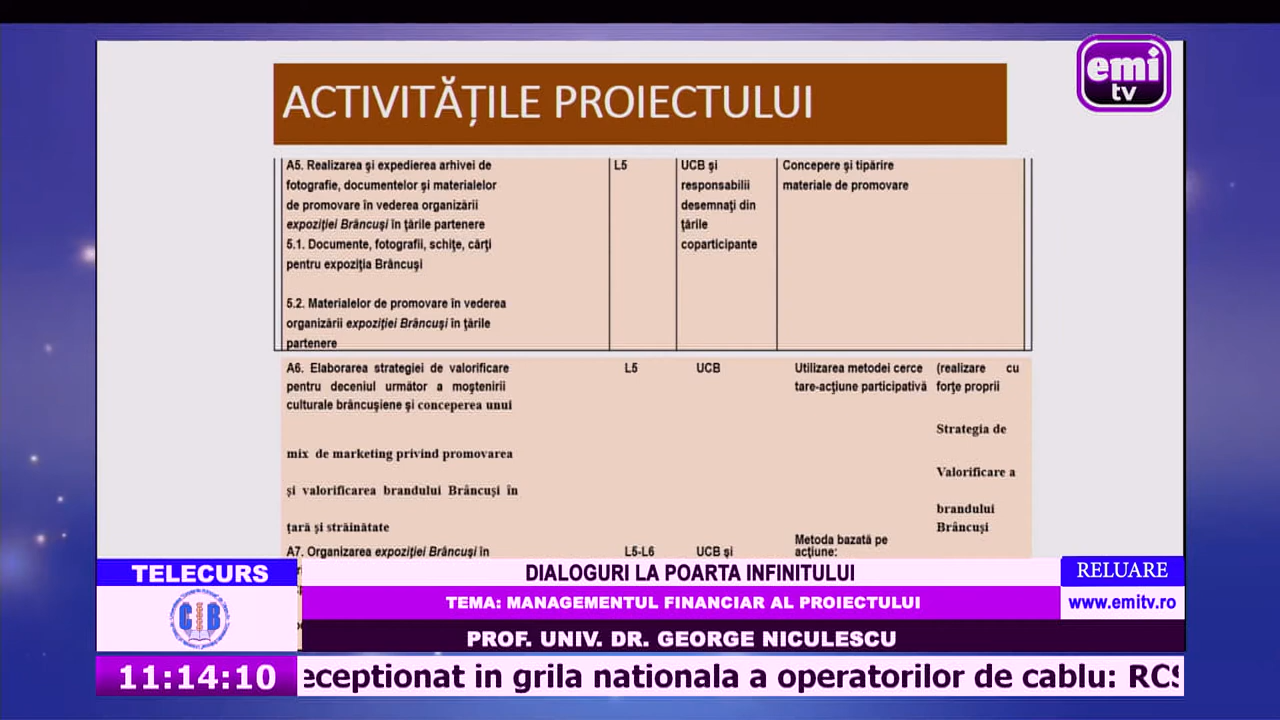 emi
tv
ACTIVITĂȚILE PROIECTULUI
A5. Realizarea şi expedierea arhivei de
fotografie, documentelor şi materialelor
de promovare în vederea organizării
expoziţiei Brâncuşi în ţările partenere
5.1. Documente, fotografii, schiţe, cărţi
pentru expoziţia Brâncuşi
5.2. Materialelor de promovare în vederea
organizării expoziţiei Brâncuşi în ţările
partenere
L5
UCB şi
responsabilii
desemnaţi din
ţările
coparticipante
Concepere şi tipărire
materiale de promovare
A6. Elaborarea strategiei de valorificare
pentru deceniul următor a moştenirii
culturale brâncuşiene şi conceperea unui
mix de marketing privind promovarea
şi valorificarea brandului Brâncuşi în
ţară şi străinătate
L5
UCB
Utilizarea metodei cerce
tare-acţiune participativă
(realizare cu
forţe proprii
Strategia de
Valorificare a
brandului
Brâncuşi
A7. Organizarea expoziţiei Brâncuşi în
L5-L6
UCB şi
Metoda bazată pe
acţiune:
TELECURS
DIALOGURI LA POARTA INFINITULUI
RELUARE
CB
TEMA: MANAGEMENTUL FINANCIAR AL PROIECTULUI
www.emitv.ro
PROF. UNIV. DR. GEORGE NICULESCU
11:14:10
eceptionat in grila nationala a operatorilor de cablu: RCS